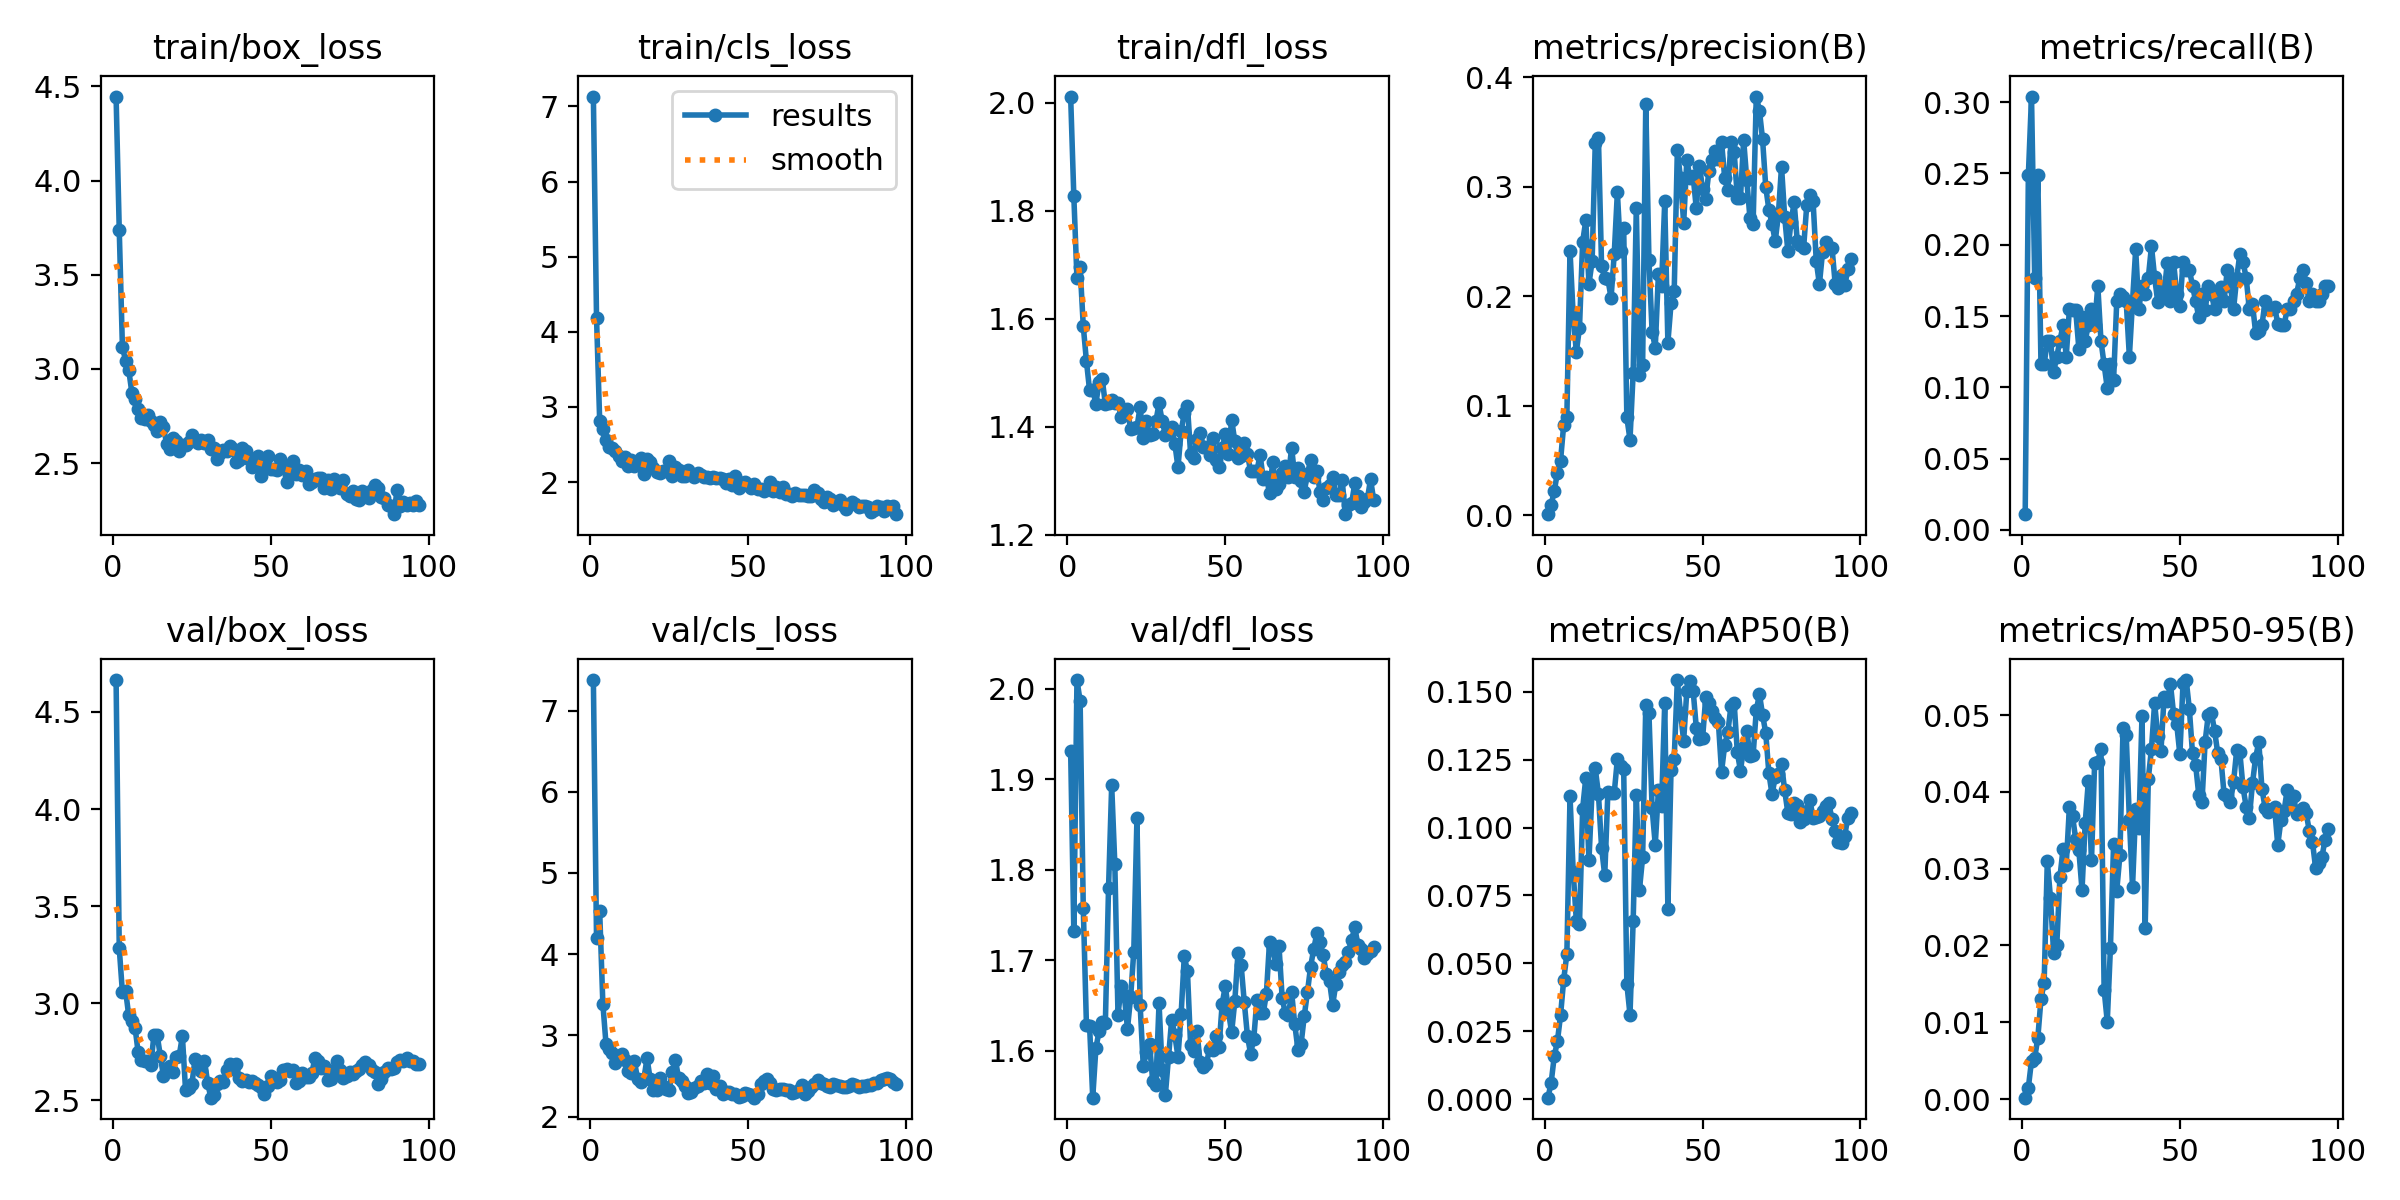 train/box_loss
4.5
4.0
3.5
3.0
2.5
0 50 100
train/cls_loss
results
smooth
7
6
5
4
3
2
0 50 100
train/dfl_loss
2.0
1.8
1.6
1.4
1.2
0 50 100
metrics/precision(B)
0.4
0.3
0.2
0.1
0.0
0 50 100
metrics/recall(B)
0.30
0.25
0.20
0.15
0.10
0.05
0.00
0 50 100
val/box_loss
4.5
4.0
3.5
3.0
2.5
0 50 100
val/cls_loss
7
6
5
4
3
2
0 50 100
val/dfl_loss
2.0
1.9
1.8
1.7
1.6
0 50 100
metrics/mAP50(B)
0.150
0.125
0.100
0.075
0.050
0.025
0.000
0 50 100
metrics/mAP50-95(B)
0.05
0.04
0.03
0.02
0.01
0.00
0 50 100